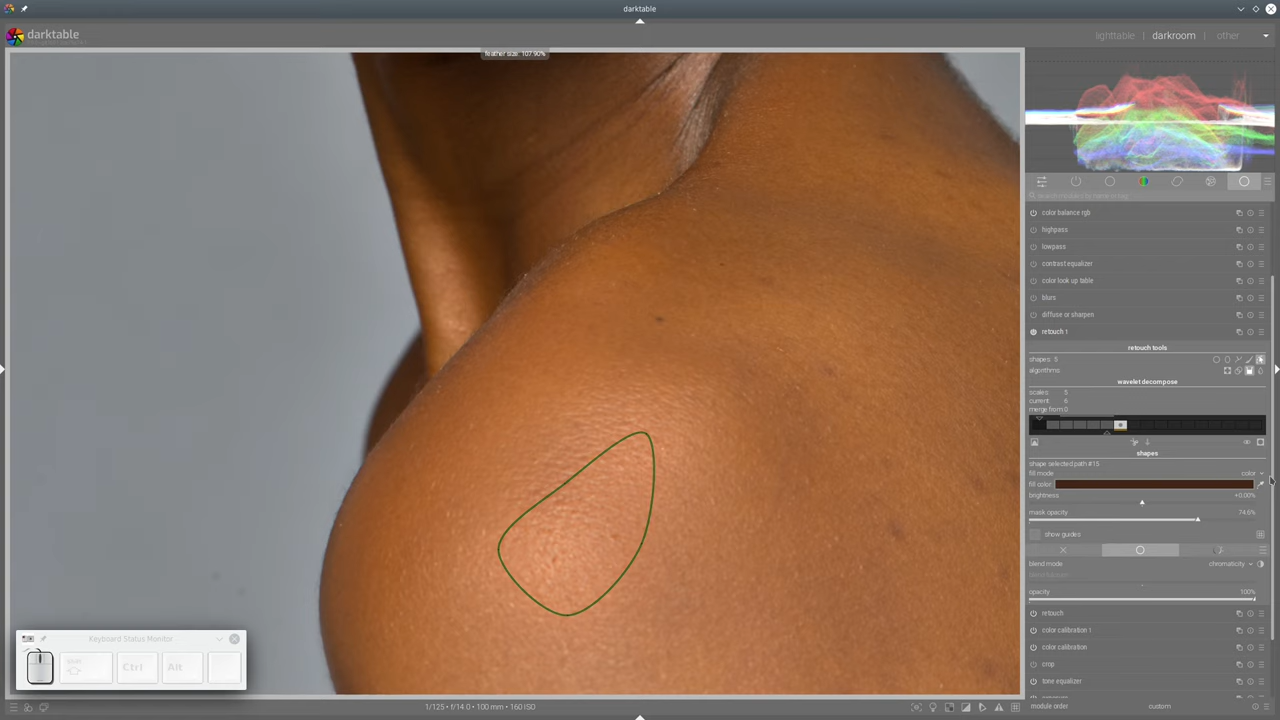 darktable
darktable
lighttable | darkroom | other
feather size: 107.90%
color balance rgb
highpass
lowpass
contrast equalizer
color look up table
blurs
diffuse or sharpen
retouch 1
retouch tools
shapes: 5
algorithms:
wavelet decompose
scales: 5
current: 6
merge from:0
shapes
shape selected path #15
fill mode color
fill color
brightness +0.00%
mask opacity 74.6%
show guides
blend mode chromaticity
opacity 100%
retouch
color calibration 1
color calibration
crop
tone equalizer
Keyboard Status Monitor
Shift
Ctrl
Alt
1/125 • f/14.0 • 100 mm • 160 ISO
module order custom